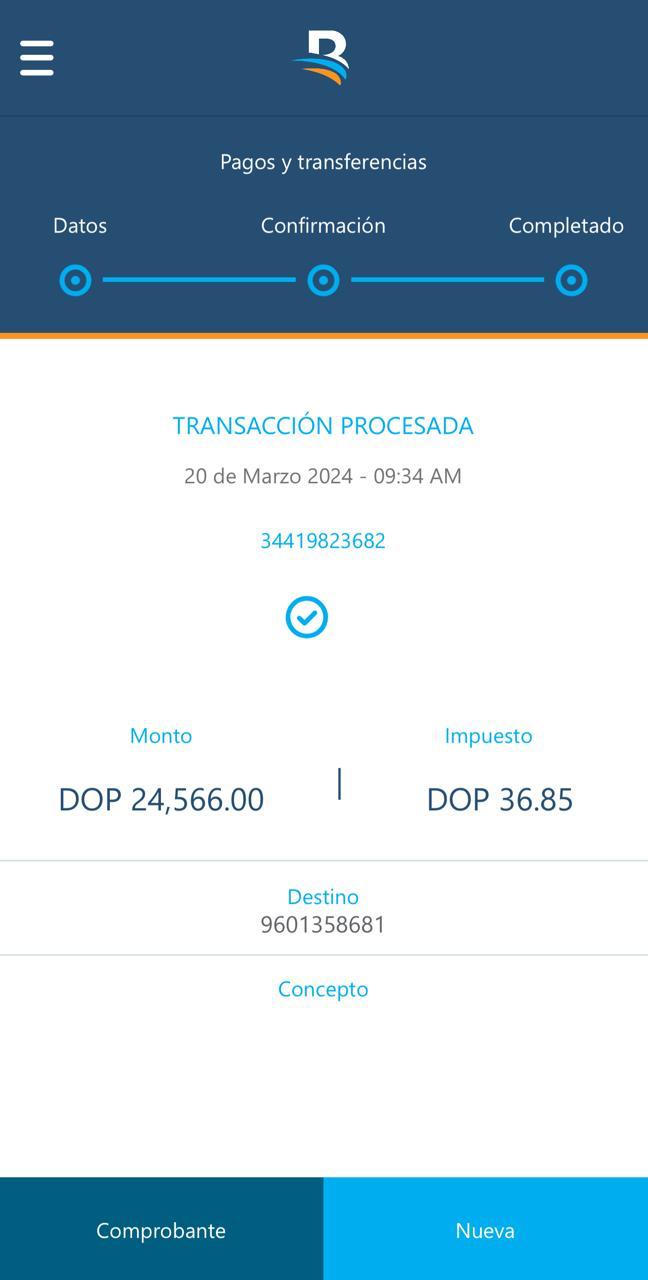 Pagos y transferencias
Datos Confirmación Completado
TRANSACCIÓN PROCESADA
20 de Marzo 2024 - 09:34 AM
34419823682
Monto Impuesto
DOP 24,566.00 DOP 36.85
Destino
9601358681
Concepto
Comprobante Nueva